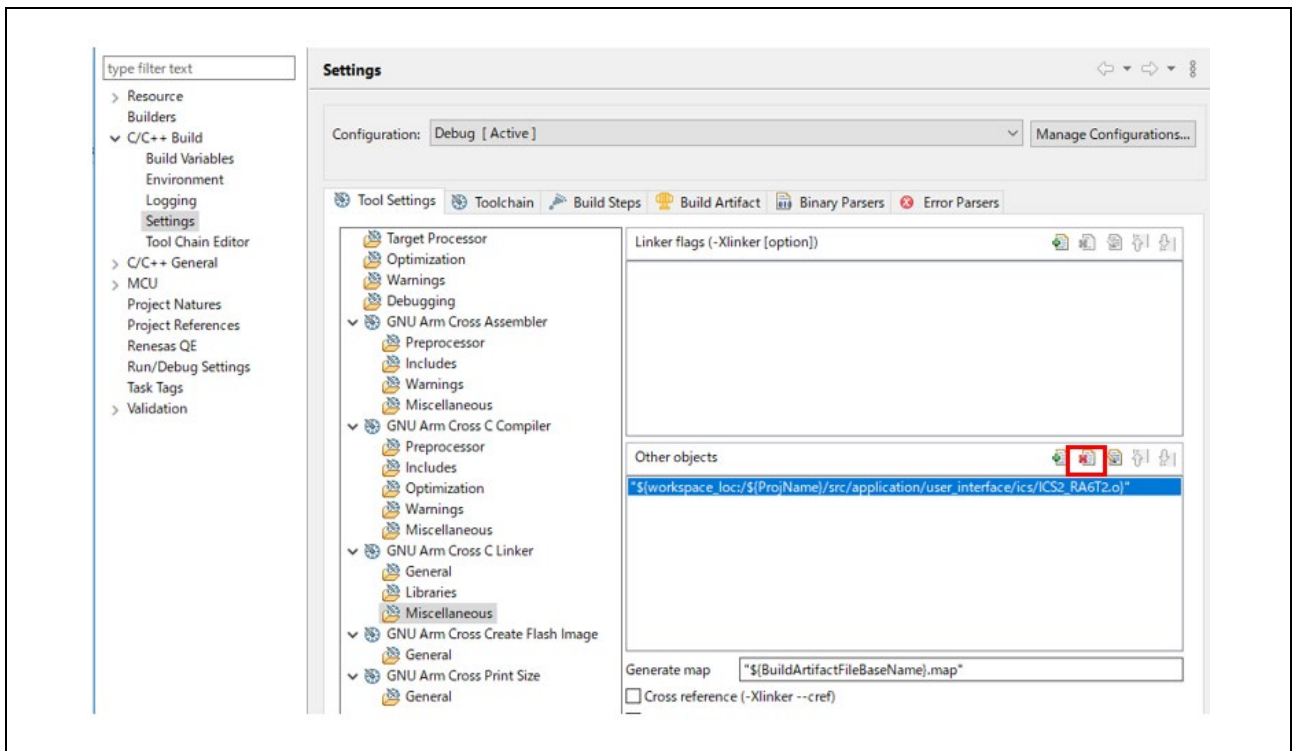 type filter text
Resource
Builders
C/C++ Build
Build Variables
Environment
Logging
Settings
Tool Chain Editor
C/C++ General
MCU
Project Natures
Project References
Renesas QE
Run/Debug Settings
Task Tags
Validation
Settings
Configuration: Debug [ Active ] Manage Configurations...
Tool Settings Toolchain Build Steps Build Artifact Binary Parsers Error Parsers
Target Processor
Optimization
Warnings
Debugging
GNU Arm Cross Assembler
Preprocessor
Includes
Warnings
Miscellaneous
GNU Arm Cross C Compiler
Preprocessor
Includes
Optimization
Warnings
Miscellaneous
GNU Arm Cross C Linker
General
Libraries
Miscellaneous
GNU Arm Cross Create Flash Image
General
GNU Arm Cross Print Size
General
Linker flags (-Xlinker [option])
Other objects
"${workspace_loc:/${ProjName}/src/application/user_interface/ics/ICS2_RA6T2.o}"
Generate map "${BuildArtifactFileBaseName}.map"
Cross reference (-Xlinker --cref)